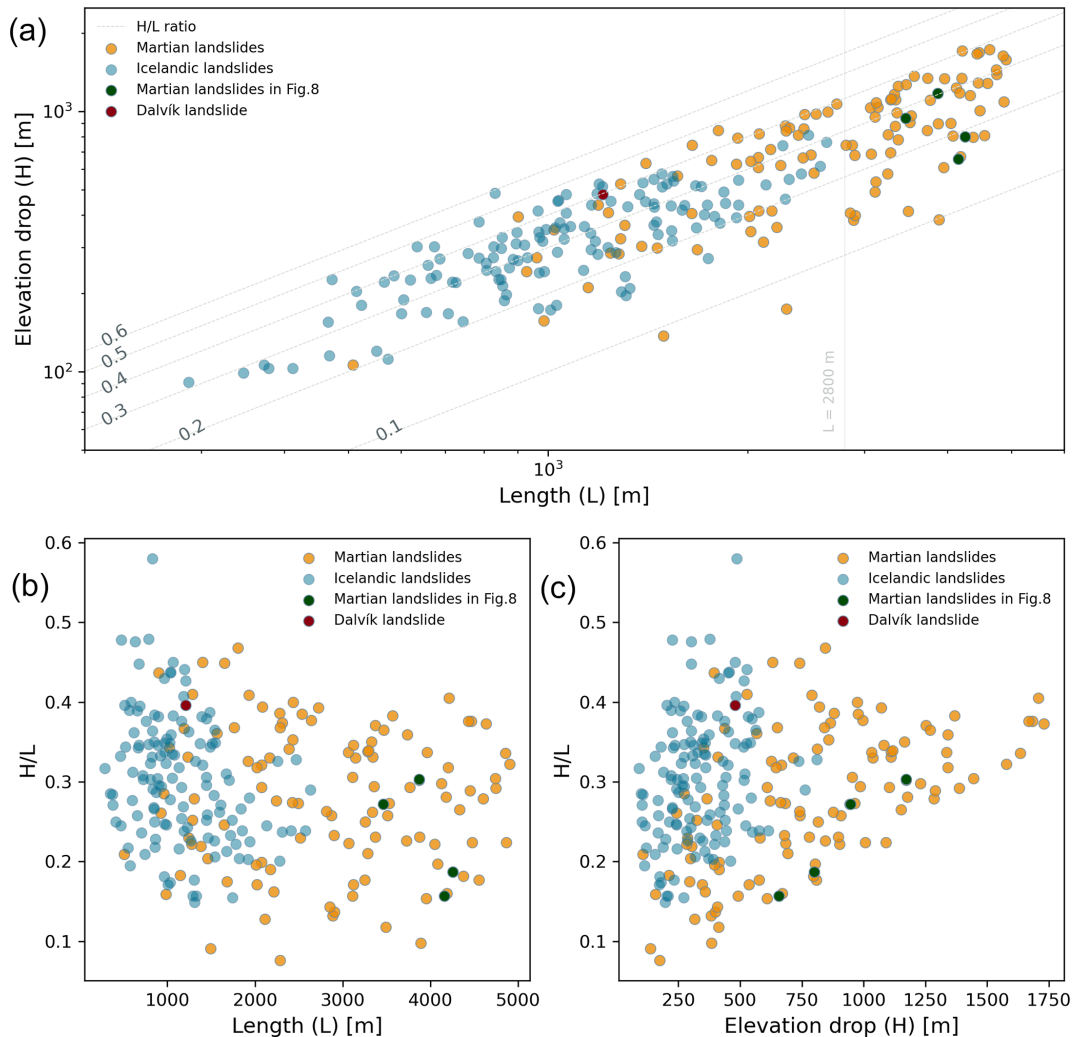 (a)
H/L ratio
Martian landslides
Icelandic landslides
Martian landslides in Fig.8
Dalvík landslide
Elevation drop (H) [m]
10³
10²
0.6
0.5
0.4
0.3
0.2
0.1
L = 2800 m
10³
Length (L) [m]
(b)
Martian landslides
Icelandic landslides
Martian landslides in Fig.8
Dalvík landslide
H/L
0.6
0.5
0.4
0.3
0.2
0.1
1000 2000 3000 4000 5000
Length (L) [m]
(c)
Martian landslides
Icelandic landslides
Martian landslides in Fig.8
Dalvík landslide
H/L
0.6
0.5
0.4
0.3
0.2
0.1
250 500 750 1000 1250 1500 1750
Elevation drop (H) [m]